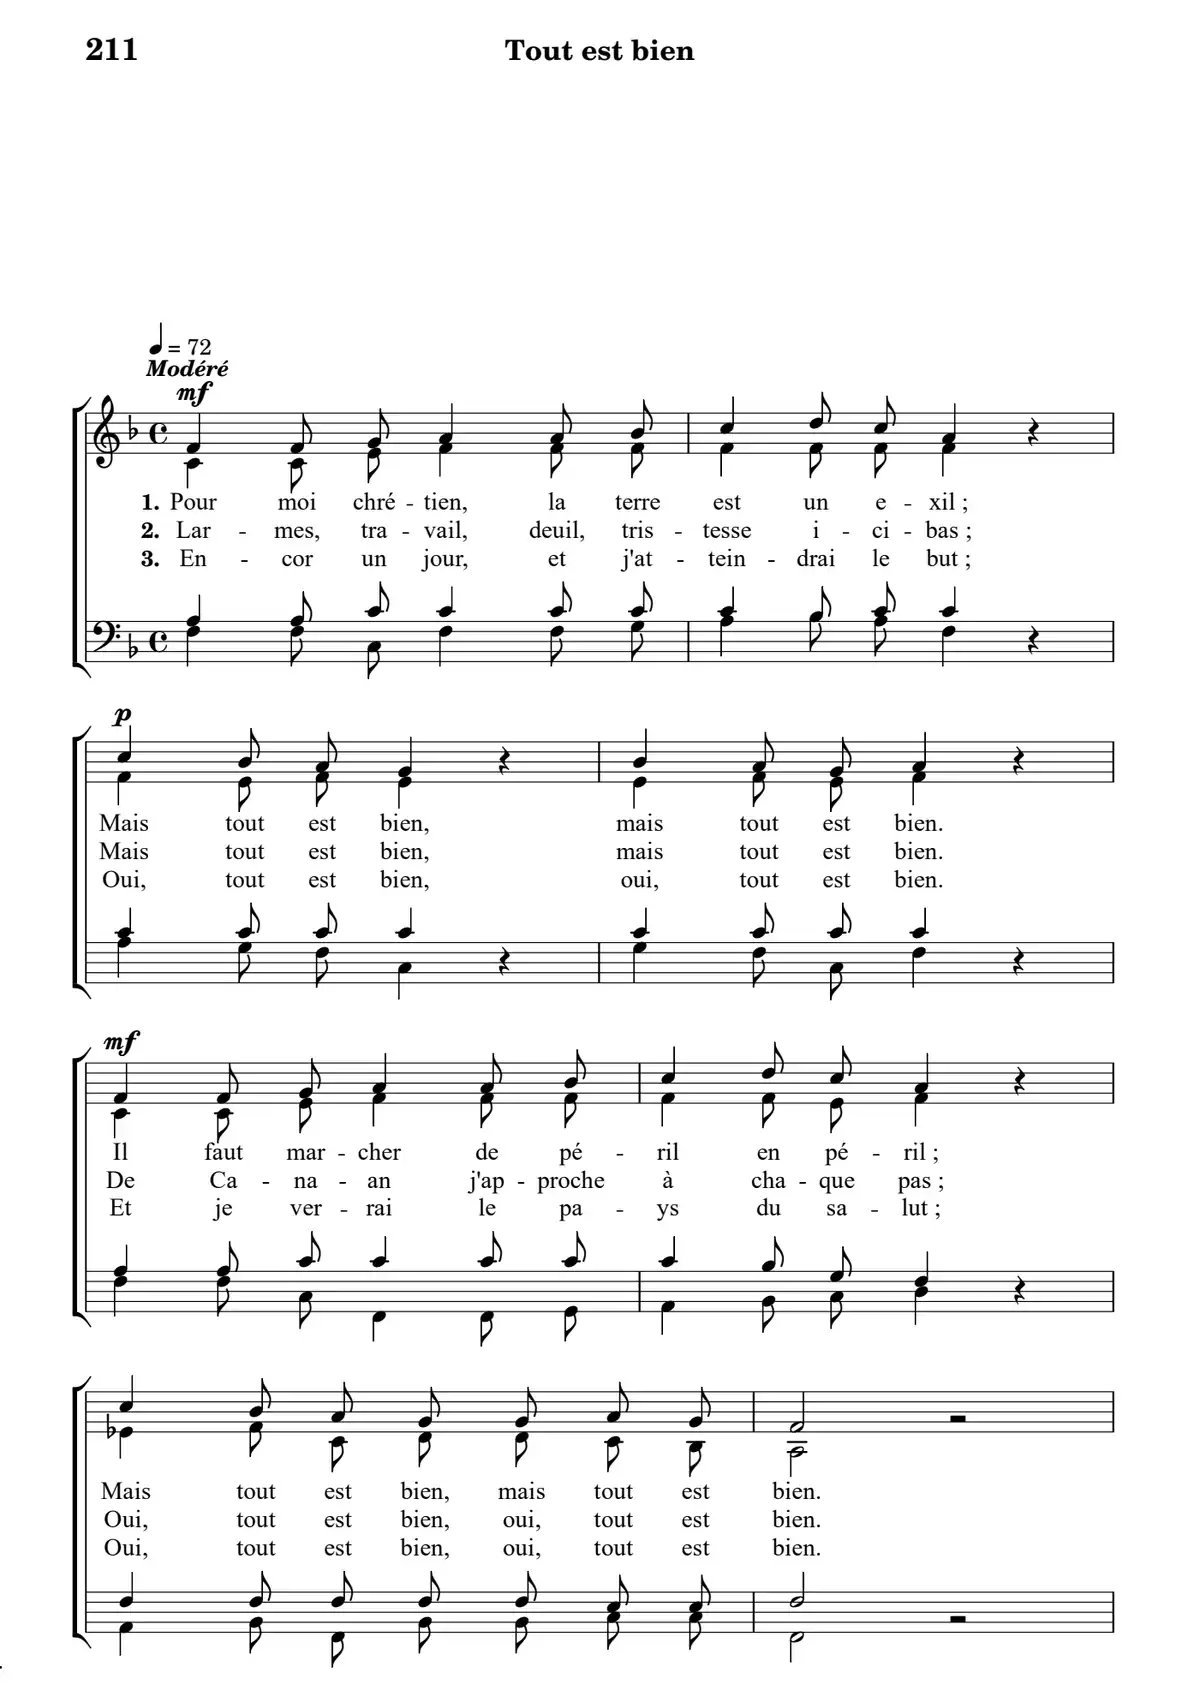 211
Tout est bien
= 72
Modéré
mf
1. Pour moi chré - tien, la terre est un e - xil ;
2. Lar - mes, tra - vail, deuil, tris - tesse i - ci - bas ;
3. En - cor un jour, et j'at - tein - drai le but ;
p
Mais tout est bien, mais tout est bien.
Mais tout est bien, mais tout est bien.
Oui, tout est bien, oui, tout est bien.
mf
Il faut mar - cher de pé - ril en pé - ril ;
De Ca - na - an j'ap - proche à cha - que pas ;
Et je ver - rai le pa - ys du sa - lut ;
Mais tout est bien, mais tout est bien.
Oui, tout est bien, oui, tout est bien.
Oui, tout est bien, oui, tout est bien.